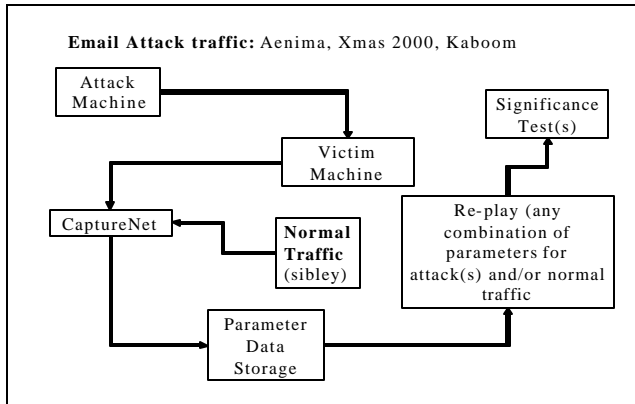 Email Attack traffic: Aenima, Xmas 2000, Kaboom
Attack
Machine
Significance
Test(s)
Victim
Machine
CaptureNet
Normal
Traffic
(sibley)
Re-play (any
combination of
parameters for
attack(s) and/or normal
traffic
Parameter
Data
Storage